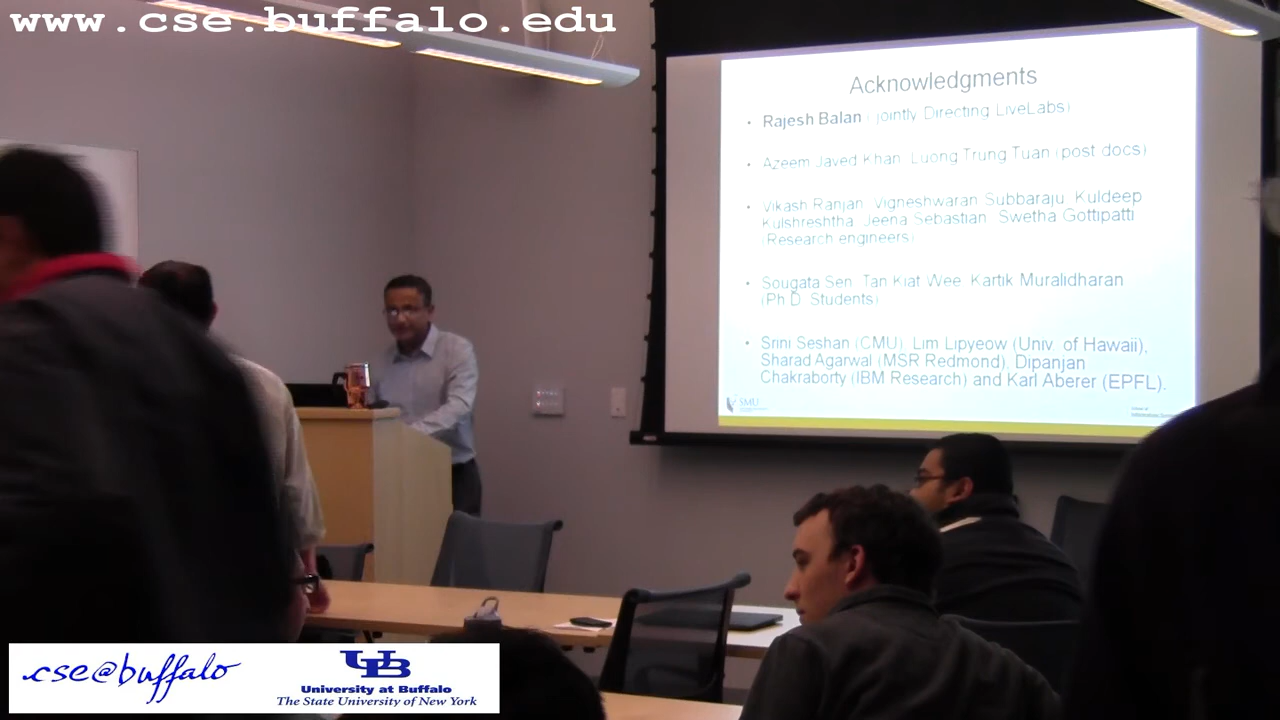 www.cse.buffalo.edu
Acknowledgments
• Rajesh Balan (jointly Directing LiveLabs)
• Azeem Javed Khan, Luong Trung Tuan (post docs)
• Vikash Ranjan, Vigneshwaran Subbaraju, Kuldeep
Kulshreshtha, Jeena Sebastian, Swetha Gottipatti
(Research engineers)
• Sougata Sen, Tan Kiat Wee, Kartik Muralidharan
(Ph.D. Students)
• Srini Seshan (CMU), Lim Lipyeow (Univ. of Hawaii),
Sharad Agarwal (MSR Redmond), Dipanjan
Chakraborty (IBM Research) and Karl Aberer (EPFL).
SMU
cse@buffalo
UB
University at Buffalo
The State University of New York